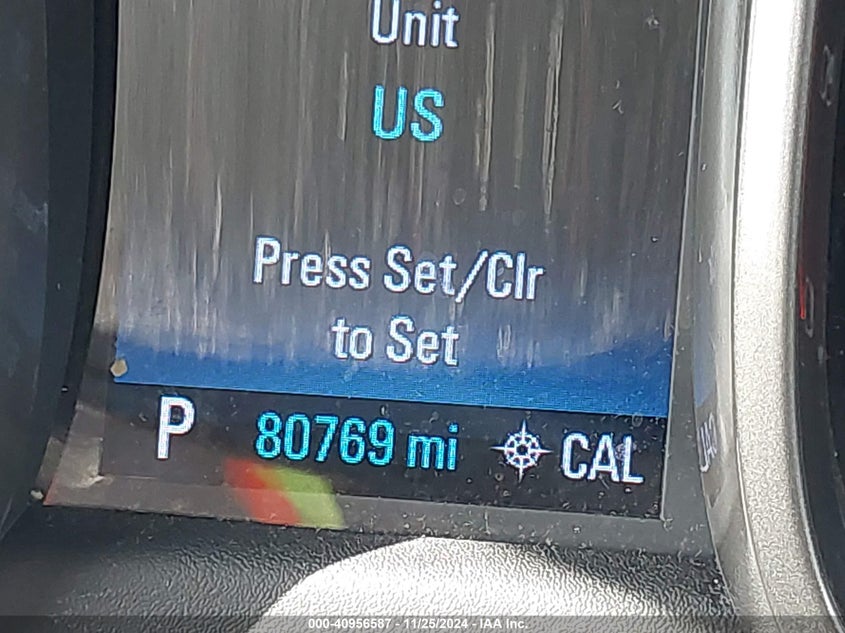 Unit
US
Press Set/Clr
to Set
P 80769 mi CAL
000-40956587 - 11/25/2024 - IAA Inc.